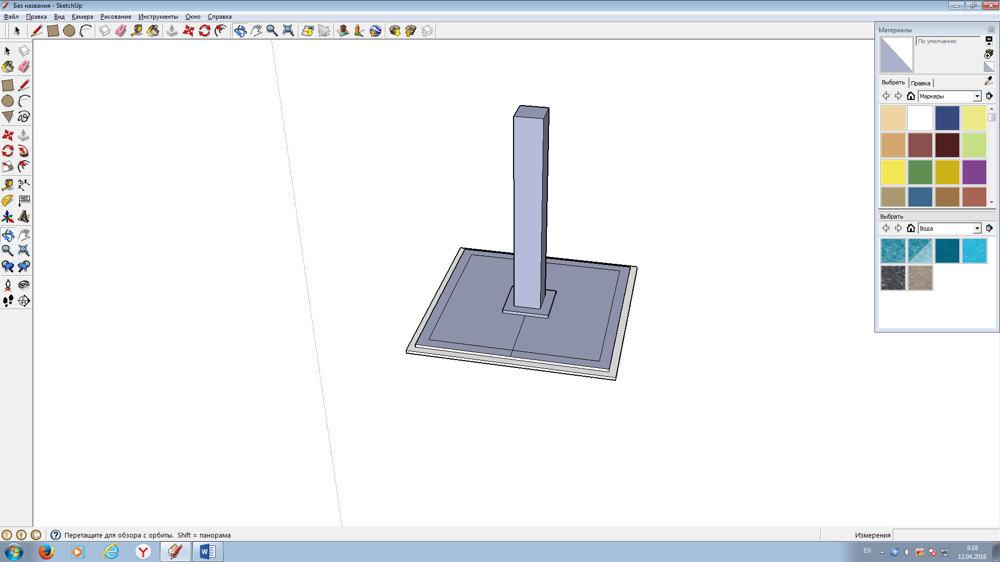 Без названия - SketchUp
Файл Правка Вид Камера Рисование Инструменты Окно Справка
Материалы
По умолчанию
Выбрать Правка
Маркеры
ABC
A
Выбрать
Вода
Перетащите для обзора с орбиты. Shift = панорама
Измерения
EN
9:18
12.04.2016